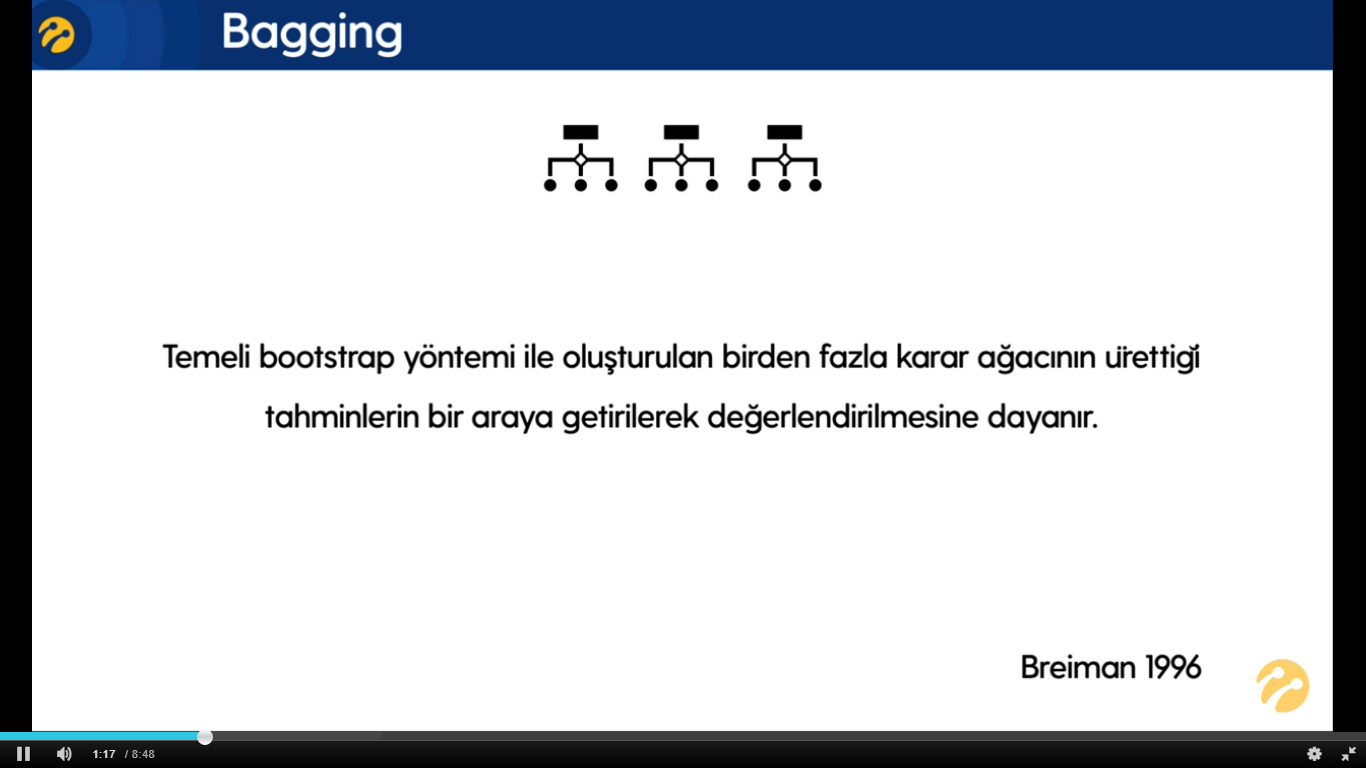 Bagging
Temeli bootstrap yöntemi ile oluşturulan birden fazla karar ağacının ürettiği
tahminlerin bir araya getirilerek değerlendirilmesine dayanır.
Breiman 1996
1:17 / 8:48